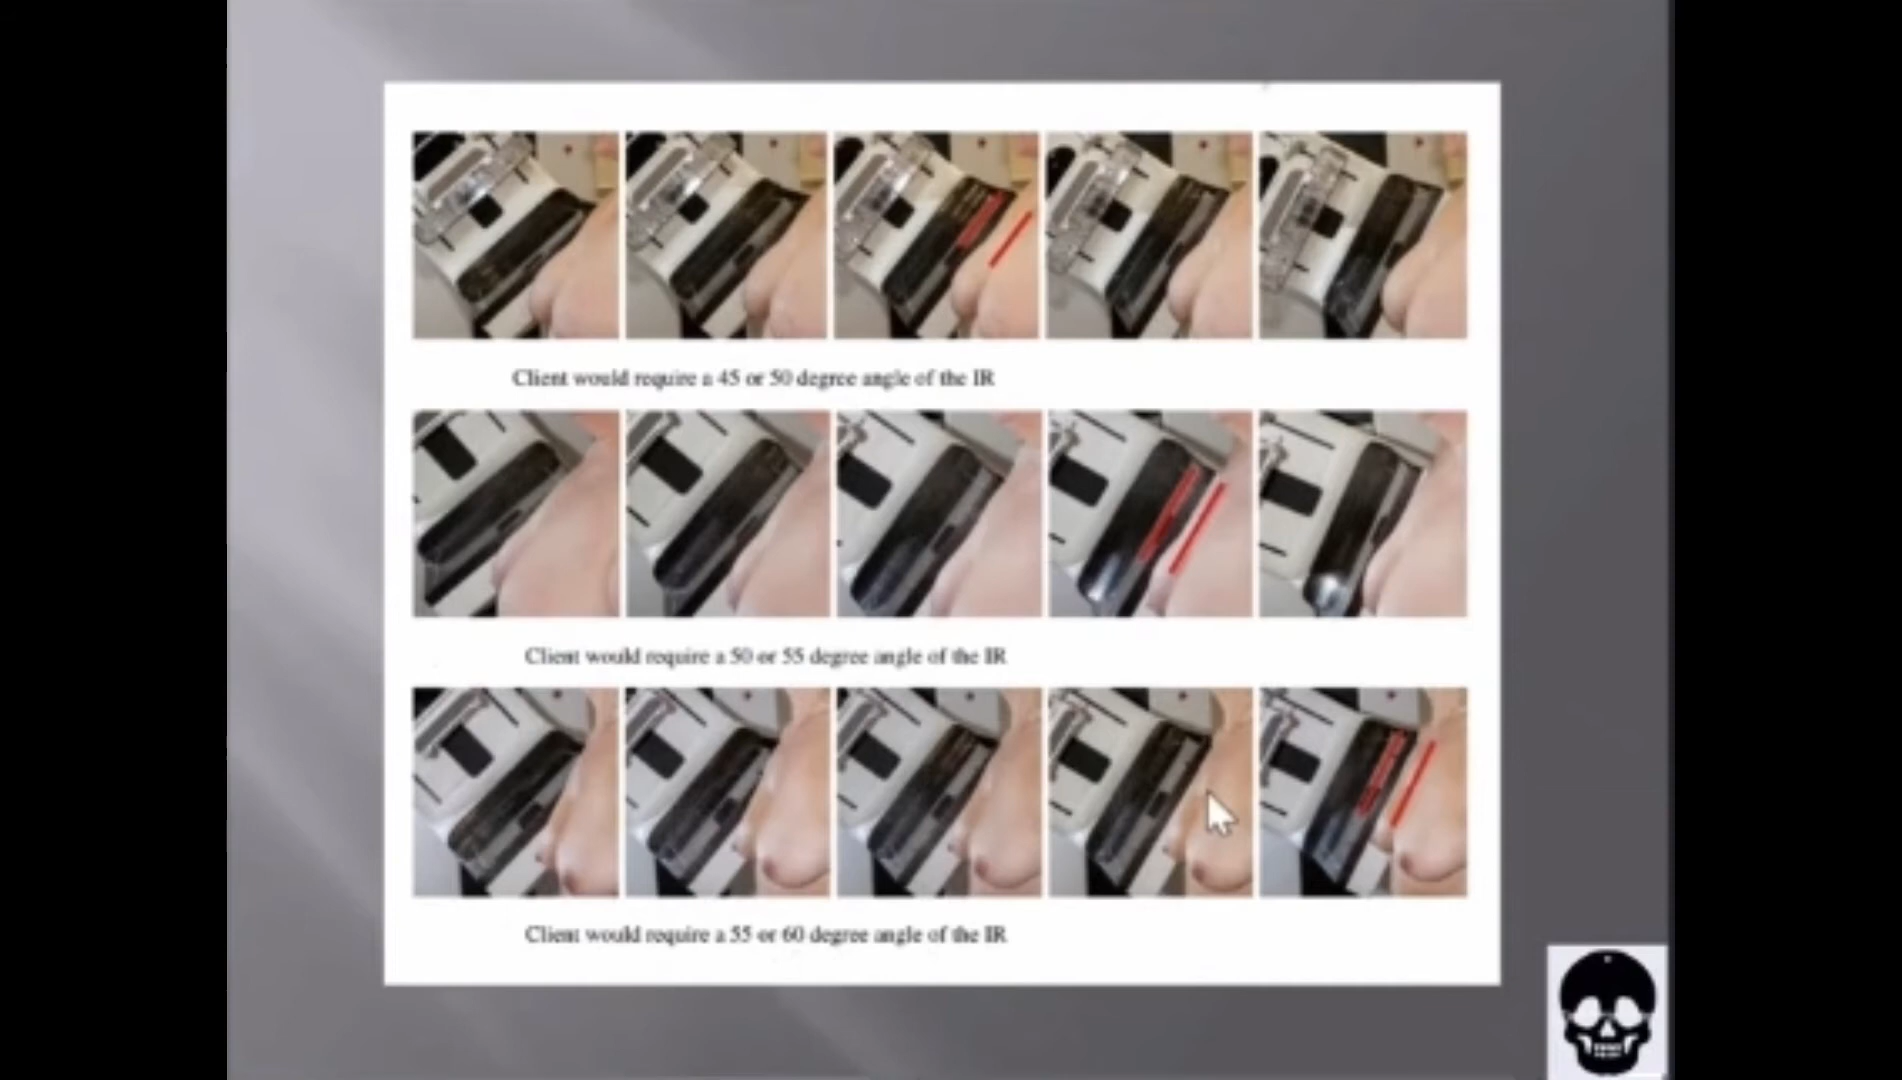 Client would require a 45 or 50 degree angle of the IR
Client would require a 50 or 55 degree angle of the IR
Client would require a 55 or 60 degree angle of the IR